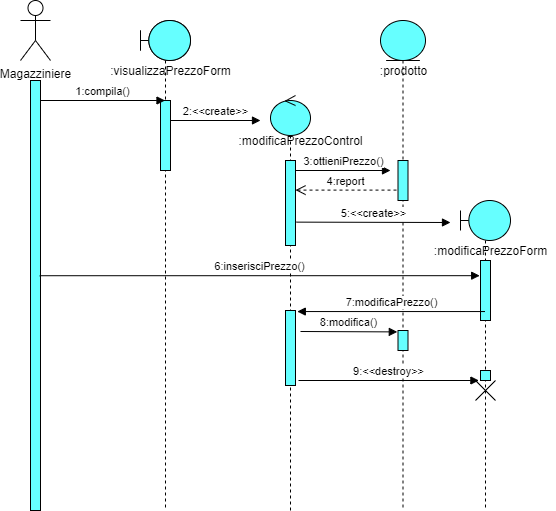 Magazziniere
:visualizzaPrezzoForm
:prodotto
1:compila()
2:<<create>>
:modificaPrezzoControl
3:ottieniPrezzo()
4:report
5:<<create>>
:modificaPrezzoForm
6:inserisciPrezzo()
7:modificaPrezzo()
8:modifica()
9:<<destroy>>